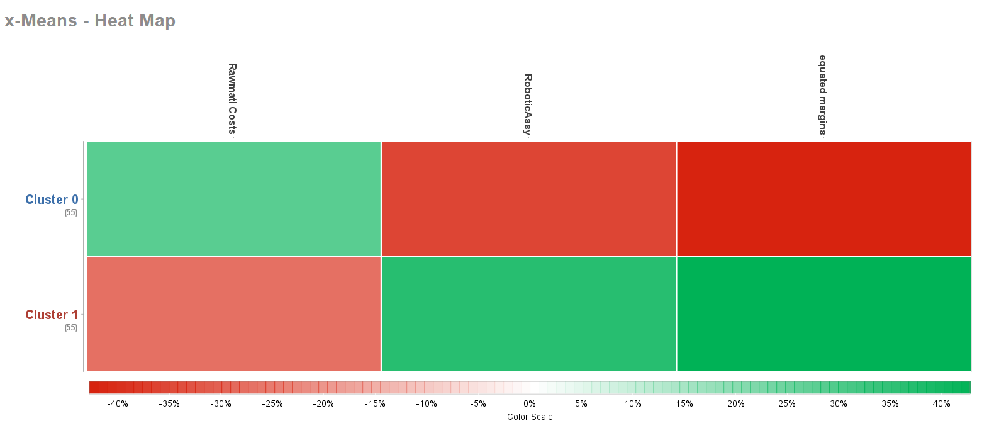 x-Means - Heat Map
Rawmatl Costs
RoboticAssy
equated margins
Cluster 0
(55)
Cluster 1
(55)
-40% -35% -30% -25% -20% -15% -10% -5% 0% 5% 10% 15% 20% 25% 30% 35% 40%
Color Scale